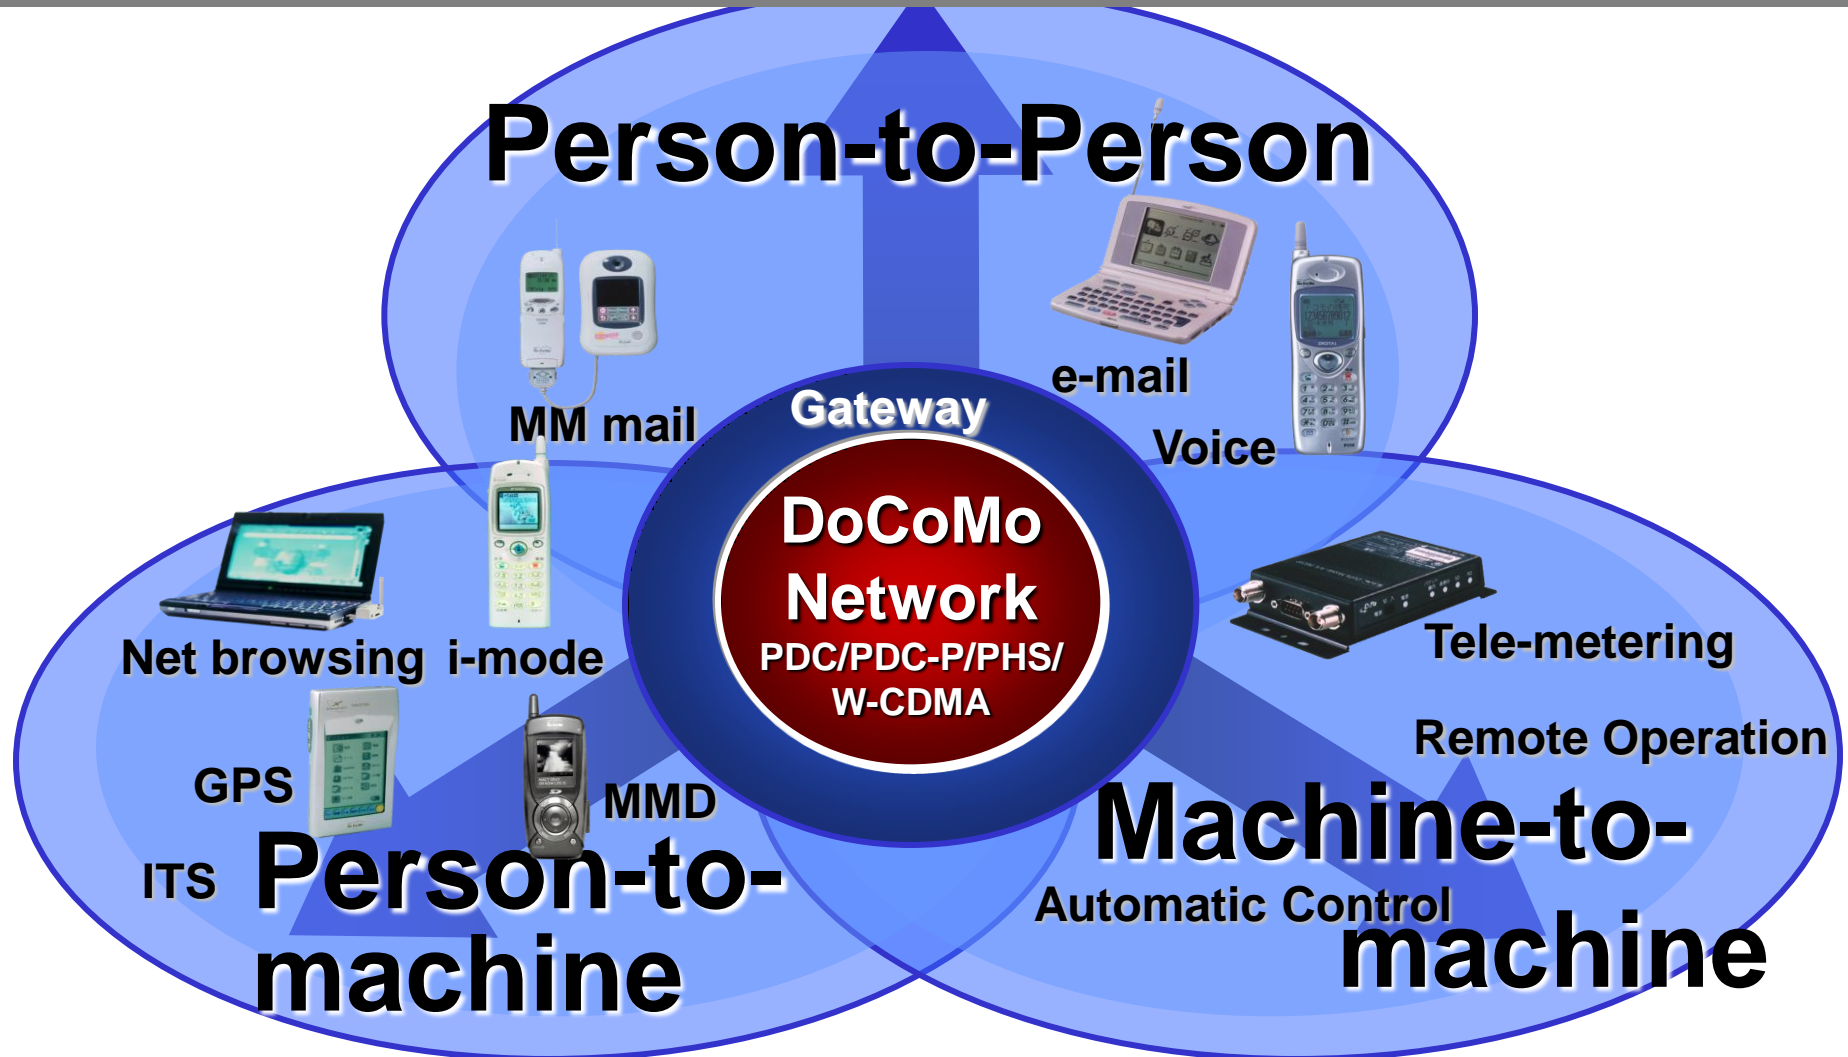 Person-to-Person
e-mail
MM mail
Voice
Gateway
DoCoMo
Network
PDC/PDC-P/PHS/
W-CDMA
Net browsing
i-mode
GPS
MMD
ITS
Person-to-
machine
Tele-metering
Remote Operation
Machine-to-
Automatic Control
machine